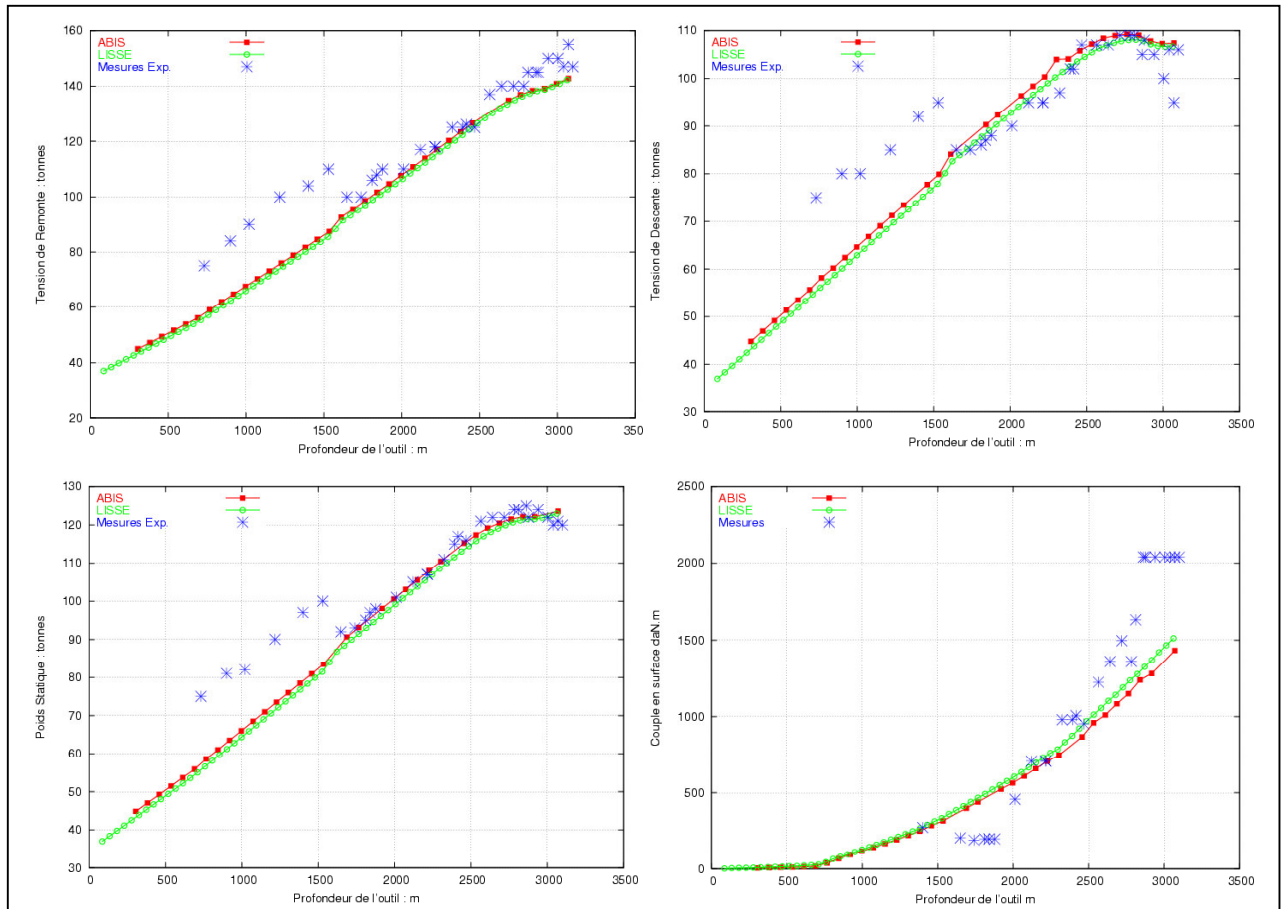 160
140
120
100
80
60
40
20
Tension de Remonte : tonnes
ABIS
LISSE
Mesures Exp.
0 500 1000 1500 2000 2500 3000 350
Profondeur de l'outil : m
110
100
90
80
70
60
50
40
30
Tension de Descente : tonnes
ABIS
LISSE
Mesures Exp.
0 500 1000 1500 2000 2500 3000 3500
Profondeur de l'outil : m
130
120
110
100
90
80
70
60
50
40
30
Poids Statique : tonnes
ABIS
LISSE
Mesures Exp.
0 500 1000 1500 2000 2500 3000 3500
Profondeur de l'outil : m
2500
2000
1500
1000
500
0
Couple en surface daN.m
ABIS
LISSE
Mesures
0 500 1000 1500 2000 2500 3000 3500
Profondeur de l'outil m